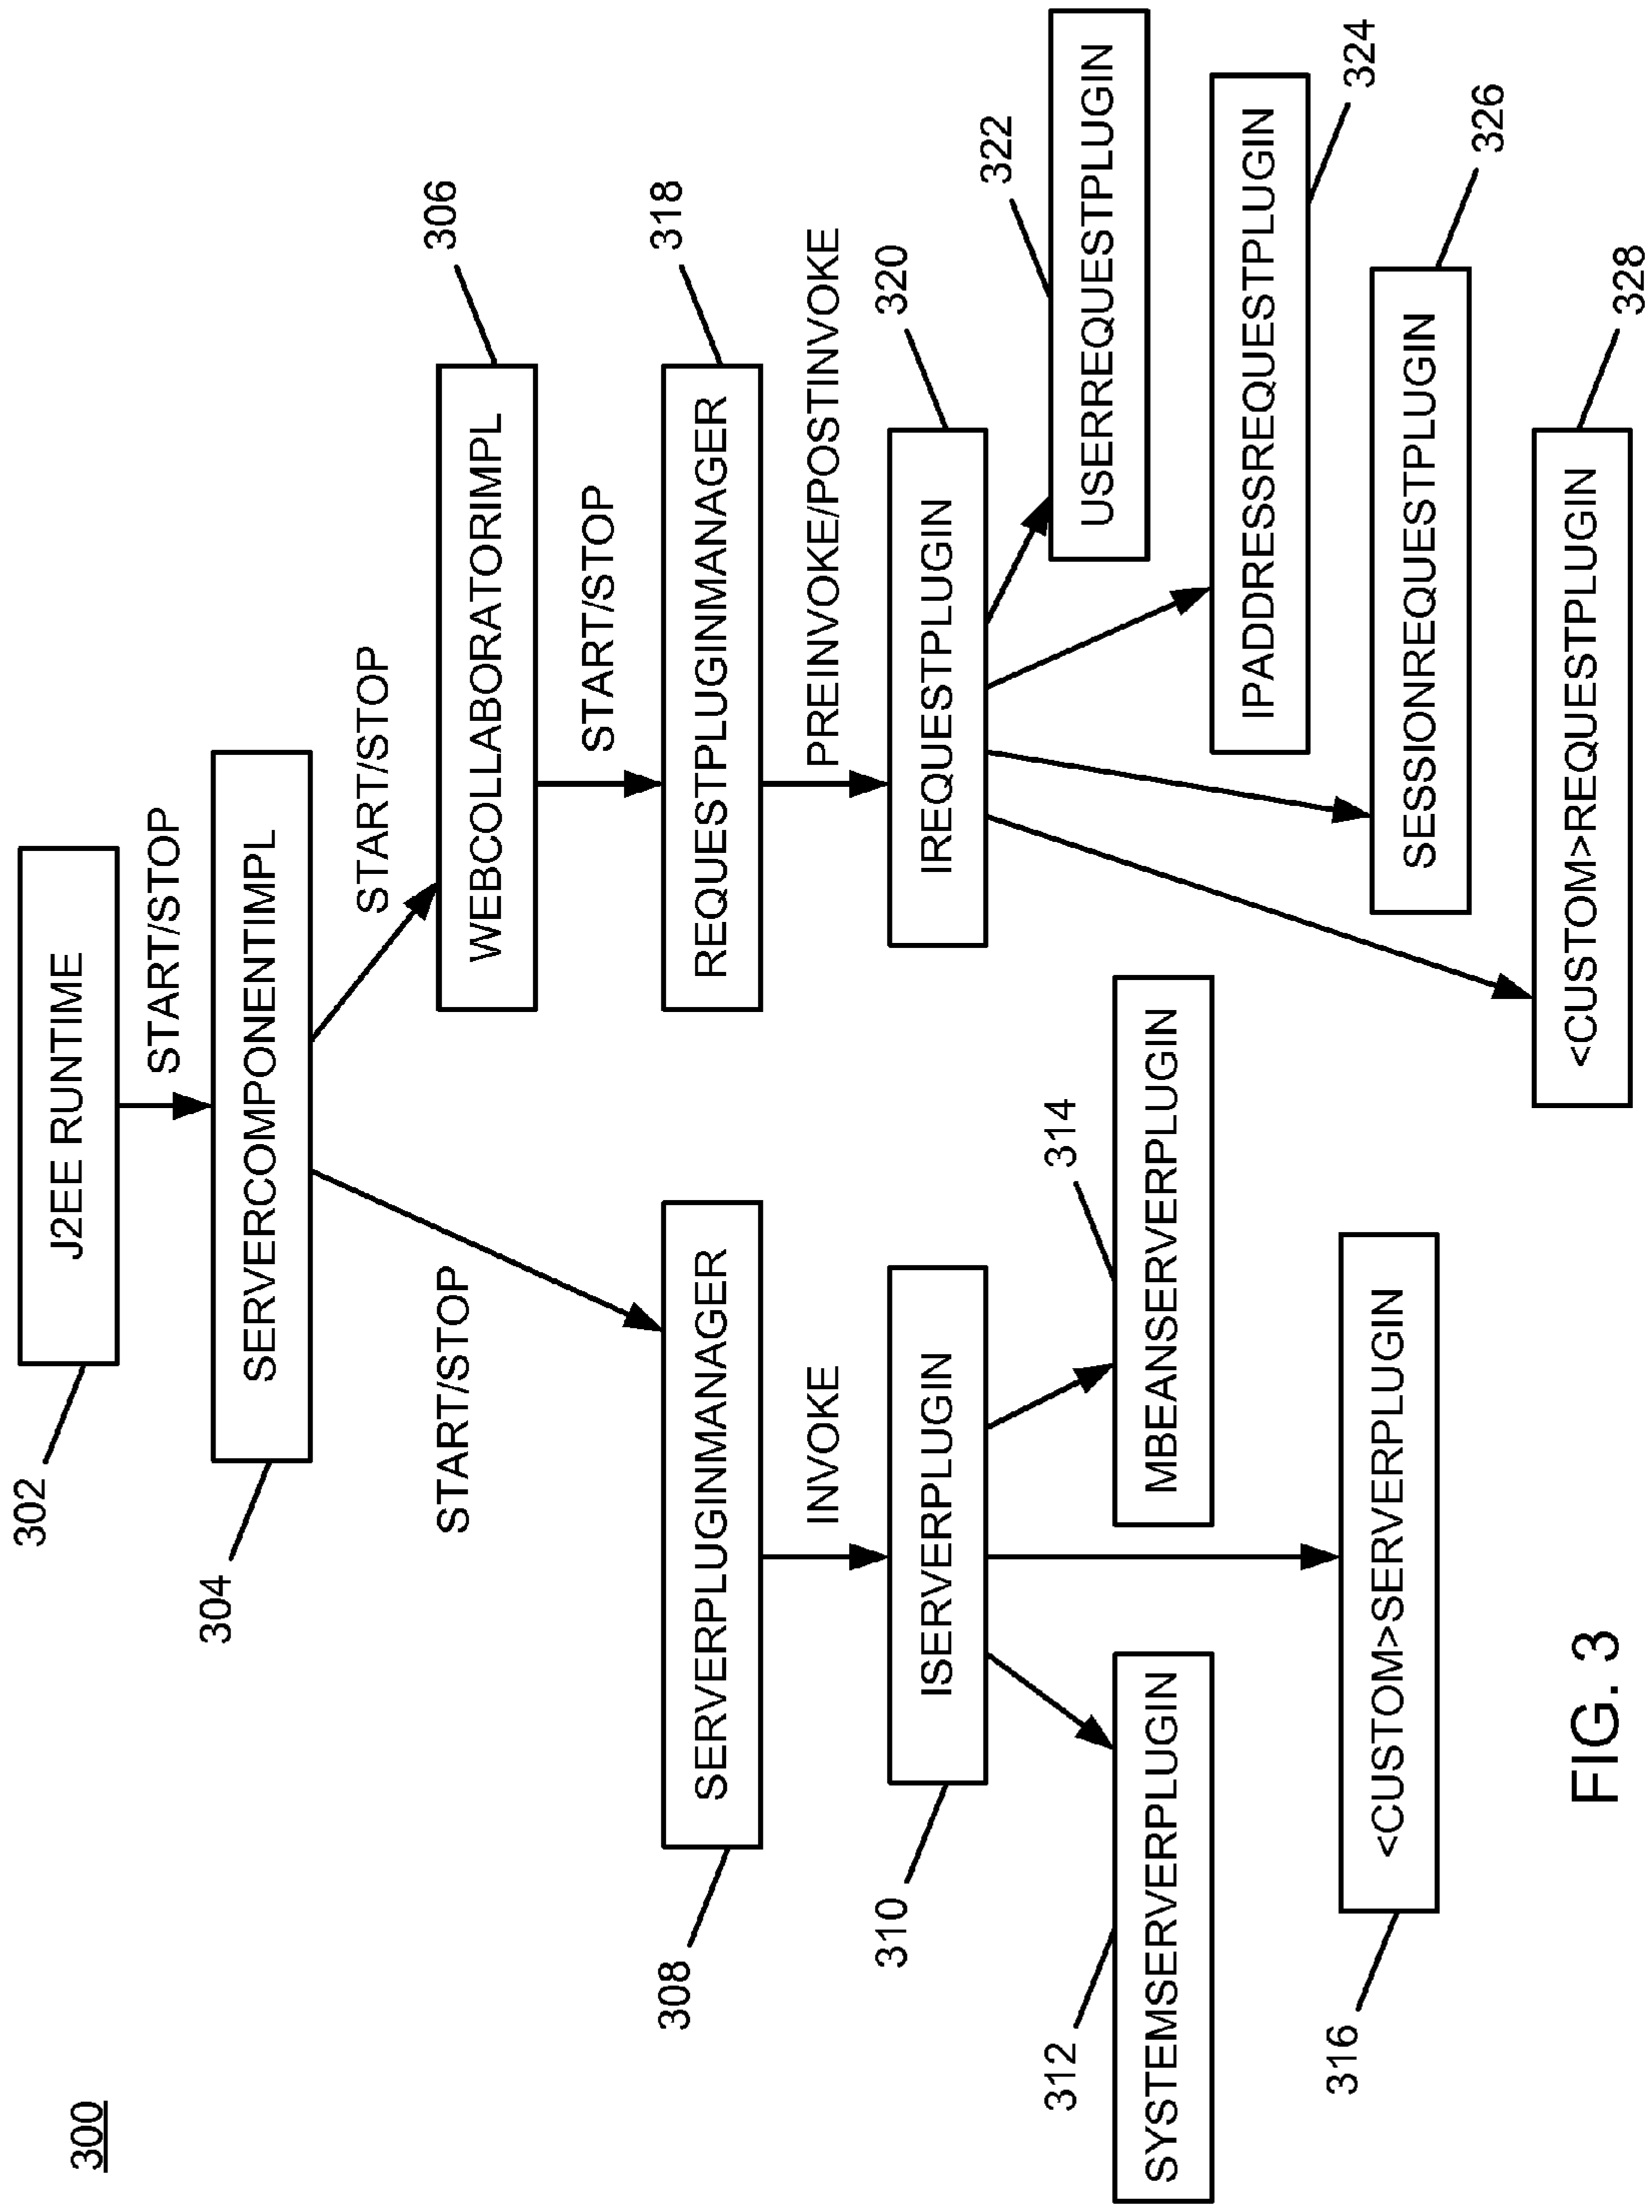 300
302
J2EE RUNTIME
START/STOP
304
SERVERCOMPONENTIMPL
START/STOP
START/STOP
306
WEBCOLLABORATORIMPL
START/STOP
308
SERVERPLUGINMANAGER
318
REQUESTPLUGINMANAGER
INVOKE
PREINVOKE/POSTINVOKE
310
ISERVERPLUGIN
320
IREQUESTPLUGIN
322
USERREQUESTPLUGIN
312
SYSTEMSERVERPLUGIN
314
MBEANSERVERPLUGIN
IPADDRESSREQUESTPLUGIN
324
316
<CUSTOM>SERVERPLUGIN
SESSIONREQUESTPLUGIN
326
<CUSTOM>REQUESTPLUGIN
328
FIG. 3